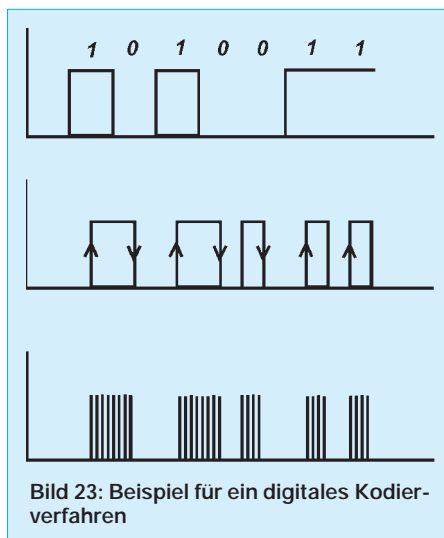 1 0 1 0 0 1 1
Bild 23: Beispiel für ein digitales Kodier-
verfahren